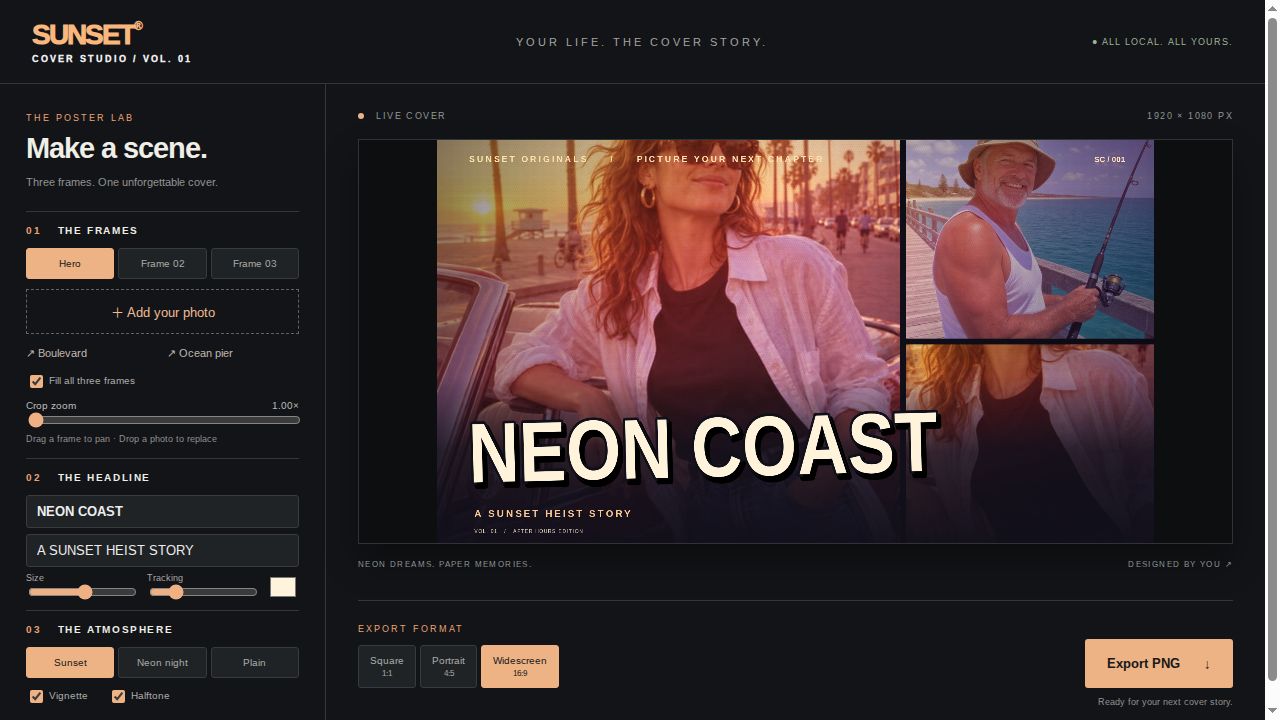 SUNSET®
COVER STUDIO / VOL. 01
YOUR LIFE. THE COVER STORY.
● ALL LOCAL. ALL YOURS.
THE POSTER LAB
Make a scene.
Three frames. One unforgettable cover.
01 THE FRAMES
Hero
Frame 02
Frame 03
+ Add your photo
↗ Boulevard
↗ Ocean pier
Fill all three frames
Crop zoom
1.00×
Drag a frame to pan · Drop a photo to replace
02 THE HEADLINE
NEON COAST
A SUNSET HEIST STORY
Size
Tracking
03 THE ATMOSPHERE
Sunset
Neon night
Plain
Vignette
Halftone
LIVE COVER
1920 × 1080 PX
SUNSET ORIGINALS / PICTURE YOUR NEXT CHAPTER
SC / 001
NEON COAST
A SUNSET HEIST STORY
VOL. 01 / AFTER HOURS EDITION
NEON DREAMS. PAPER MEMORIES.
DESIGNED BY YOU ↗
EXPORT FORMAT
Square
1:1
Portrait
4:5
Widescreen
16:9
Export PNG ↓
Ready for your next cover story.